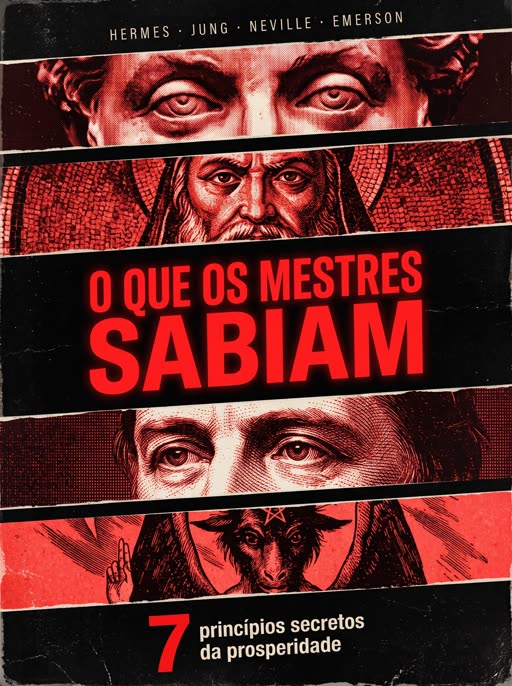 HERMES · JUNG · NEVILLE · EMERSON
O QUE OS MESTRES
SABIAM
7 princípios secretos
da prosperidade